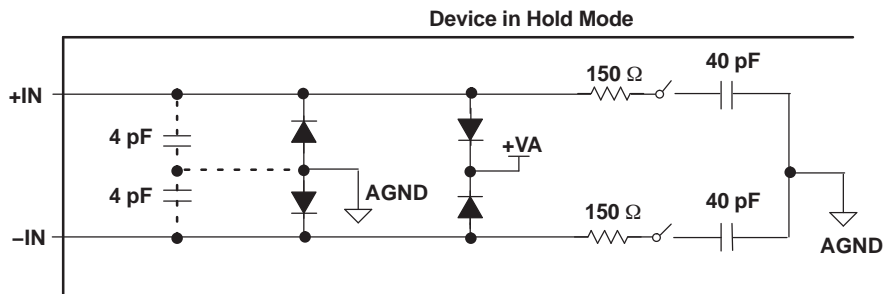 Device in Hold Mode
40 pF
150 Ω
+IN
4 pF
+VA
4 pF
AGND
150 Ω
40 pF
−IN
AGND